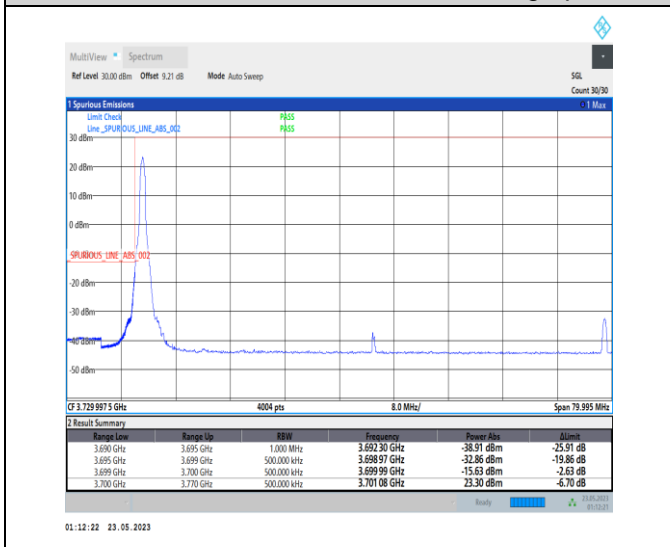 MultiView Spectrum
Ref Level 30.00 dBm Offset 9.21 dB Mode Auto Sweep SGL
Count 30/30
1 Spurious Emissions 1 Max
Limit Check PASS
Line _SPURIOUS_LINE_ABS_002 PASS
30 dBm
20 dBm
10 dBm
0 dBm
_SPURIOUS_LINE_ABS_002
-20 dBm
-30 dBm
-40 dBm
-50 dBm
CF 3.729 997 5 GHz 4004 pts 8.0 MHz/ Span 79.995 MHz
2 Result Summary
Range Low Range Up RBW Frequency Power Abs ΔLimit
3.690 GHz 3.695 GHz 1.000 MHz 3.692 30 GHz -38.91 dBm -25.91 dB
3.695 GHz 3.699 GHz 500.000 kHz 3.698 97 GHz -32.86 dBm -19.86 dB
3.699 GHz 3.700 GHz 500.000 kHz 3.699 99 GHz -15.63 dBm -2.63 dB
3.700 GHz 3.770 GHz 500.000 kHz 3.701 08 GHz 23.30 dBm -6.70 dB
Ready 23.05.2023
01:12:21
01:12:22 23.05.2023